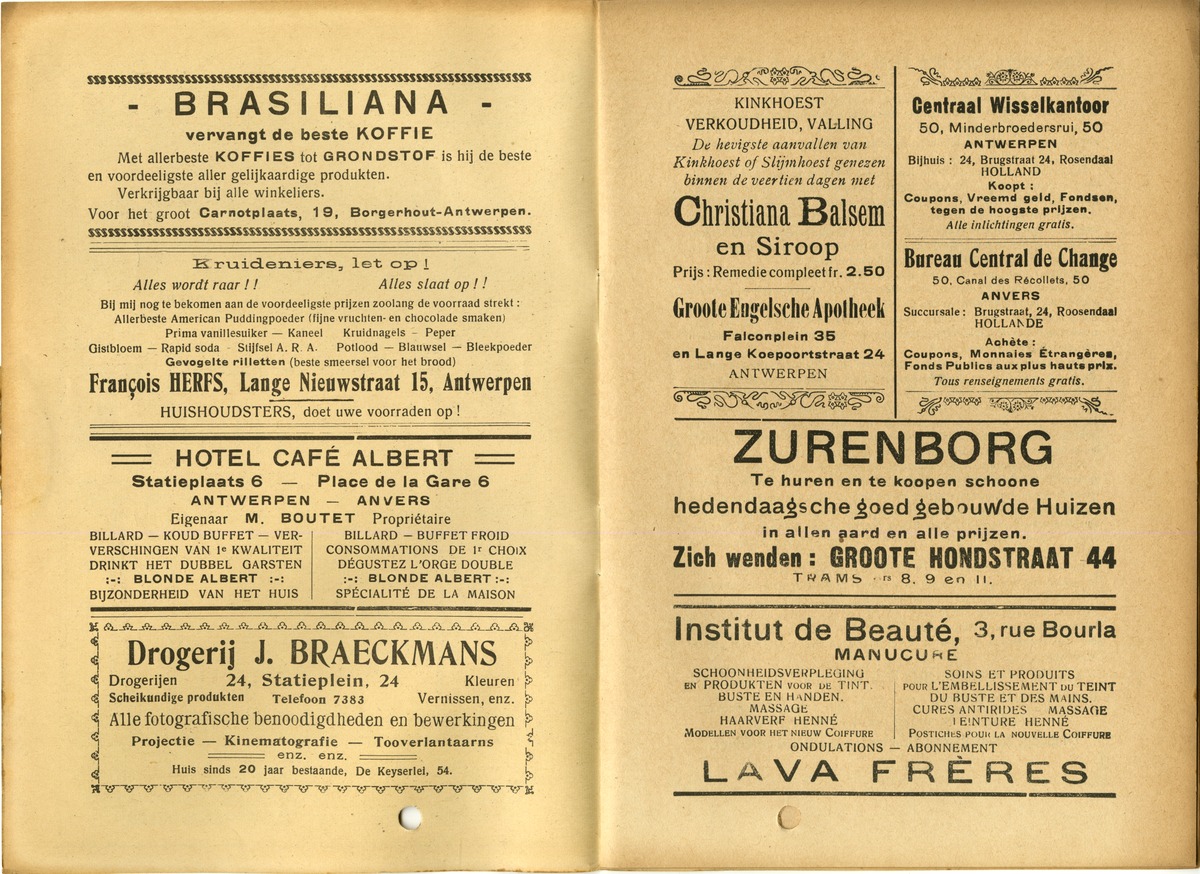 - BRASILIANA -
vervangt de beste KOFFIE
Met allerbeste KOFFIES tot GRONDSTOF is hij de beste
en voordeeligste aller gelijkaardige produkten.
Verkrijgbaar bij alle winkeliers.
Voor het groot Carnotplaats, 19, Borgerhout-Antwerpen.
Kruideniers, let op!
Alles wordt raar!! Alles slaat op!!
Bij mij nog te bekomen aan de voordeeligste prijzen zoolang de voorraad strekt:
Allerbeste American Puddingpoeder (fijne vruchten- en chocolade smaken)
Prima vanillesuiker — Kaneel Kruidnagels - Peper
Gistbloem — Rapid soda - Stijfsel A. R. A. Potlood — Blauwsel — Bleekpoeder
Gevogelte rilletten (beste smeersel voor het brood)
François HERFS, Lange Nieuwstraat 15, Antwerpen
HUISHOUDSTERS, doet uwe voorraden op!
HOTEL CAFÉ ALBERT
Statieplaats 6 — Place de la Gare 6
ANTWERPEN — ANVERS
Eigenaar M. BOUTET Propriétaire
BILLARD — KOUD BUFFET — VER-
VERSCHINGEN VAN 1e KWALITEIT
DRINKT HET DUBBEL GARSTEN
:-: BLONDE ALBERT :-:
BIJZONDERHEID VAN HET HUIS
BILLARD — BUFFET FROID
CONSOMMATIONS DE 1r CHOIX
DÉGUSTEZ L'ORGE DOUBLE
:-: BLONDE ALBERT :-:
SPÉCIALITÉ DE LA MAISON
Drogerij J. BRAECKMANS
Drogerijen 24, Statieplein, 24 Kleuren
Scheikundige produkten Telefoon 7383 Vernissen, enz.
Alle fotografische benoodigdheden en bewerkingen
Projectie — Kinematografie — Tooverlantaarns
enz. enz.
Huis sinds 20 jaar bestaande, De Keyserlei, 54.
KINKHOEST
VERKOUDHEID, VALLING
De hevigste aanvallen van
Kinkhoest of Slijmhoest genezen
binnen de veertien dagen met
Christiana Balsem
en Siroop
Prijs: Remedie compleet fr. 2.50
Groote Engelsche Apotheek
Falconplein 35
en Lange Koepoortstraat 24
ANTWERPEN
Centraal Wisselkantoor
50, Minderbroedersrui, 50
ANTWERPEN
Bijhuis: 24, Brugstraat 24, Rosendaal
HOLLAND
Koopt:
Coupons, Vreemd geld, Fondsen,
tegen de hoogste prijzen.
Alle inlichtingen gratis.
Bureau Central de Change
50, Canal des Récollets, 50
ANVERS
Succursale: Brugstraat, 24, Roosendaal
HOLLANDE
Achète:
Coupons, Monnaies Étrangères,
Fonds Publics aux plus hauts prix.
Tous renseignements gratis.
ZURENBORG
Te huren en te koopen schoone
hedendaagsche goed gebouwde Huizen
in allen aard en alle prijzen.
Zich wenden: GROOTE HONDSTRAAT 44
TRAMS 8. 9 en 11.
Institut de Beauté, 3, rue Bourla
MANUCURE
SCHOONHEIDSVERPLEGING
EN PRODUKTEN VOOR DE TINT.
BUSTE EN HANDEN.
MASSAGE
HAARVERF HENNÉ
MODELLEN VOOR HET NIEUW COIFFURE
SOINS ET PRODUITS
POUR L'EMBELLISSEMENT DU TEINT
DU BUSTE ET DES MAINS.
CURES ANTIRIDES MASSAGE
TEINTURE HENNÉ
POSTICHES POUR LA NOUVELLE COIFFURE
ONDULATIONS — ABONNEMENT
LAVA FRÈRES